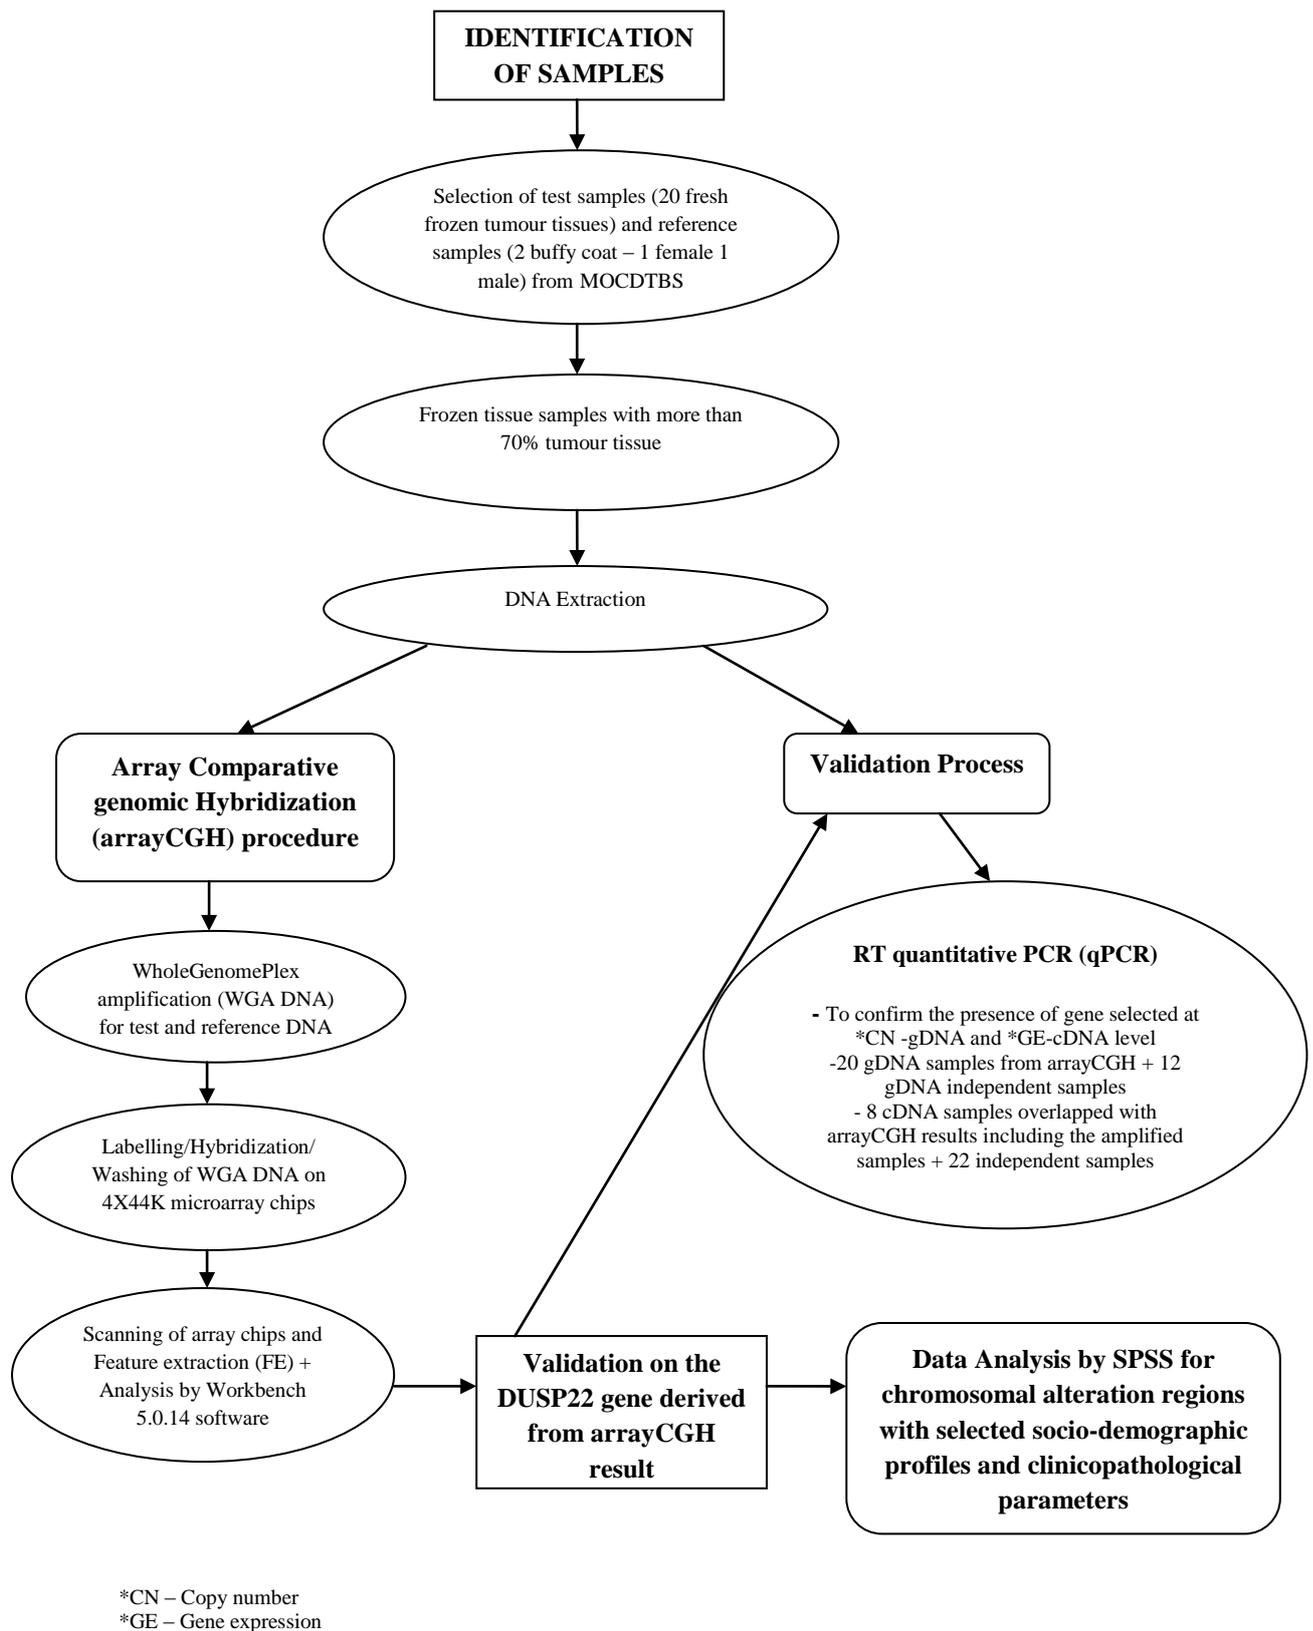 IDENTIFICATION
OF SAMPLES
Selection of test samples (20 fresh
frozen tumour tissues) and reference
samples (2 buffy coat – 1 female 1
male) from MOCDTBS
Frozen tissue samples with more than
70% tumour tissue
DNA Extraction
Array Comparative
genomic Hybridization
(arrayCGH) procedure
WholeGenomePlex
amplification (WGA DNA)
for test and reference DNA
Labelling/Hybridization/
Washing of WGA DNA on
4X44K microarray chips
Scanning of array chips and
Feature extraction (FE) +
Analysis by Workbench
5.0.14 software
Validation Process
RT quantitative PCR (qPCR)
- To confirm the presence of gene selected at
*CN -gDNA and *GE-cDNA level
-20 gDNA samples from arrayCGH + 12
gDNA independent samples
- 8 cDNA samples overlapped with
arrayCGH results including the amplified
samples + 22 independent samples
Validation on the
DUSP22 gene derived
from arrayCGH
result
Data Analysis by SPSS for
chromosomal alteration regions
with selected socio-demographic
profiles and clinicopathological
parameters
*CN – Copy number
*GE – Gene expression